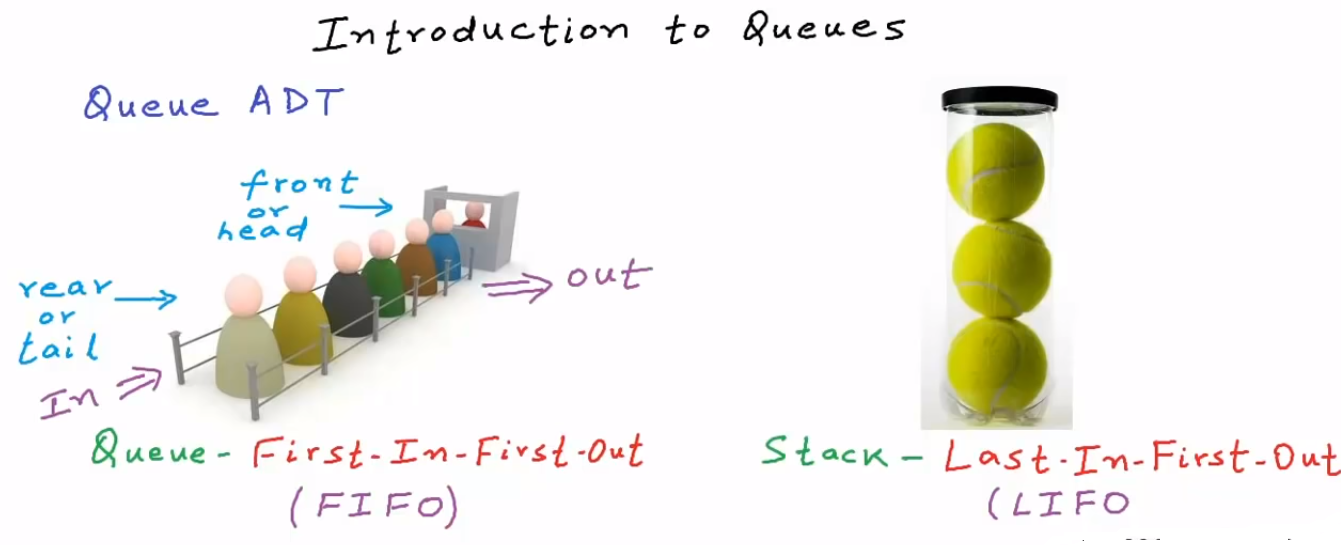 Introduction to Queues
Queue ADT
front
or
head
rear
or
tail
In
out
Queue - First-In-First-Out
(FIFO)
Stack - Last-In-First-Out
(LIFO